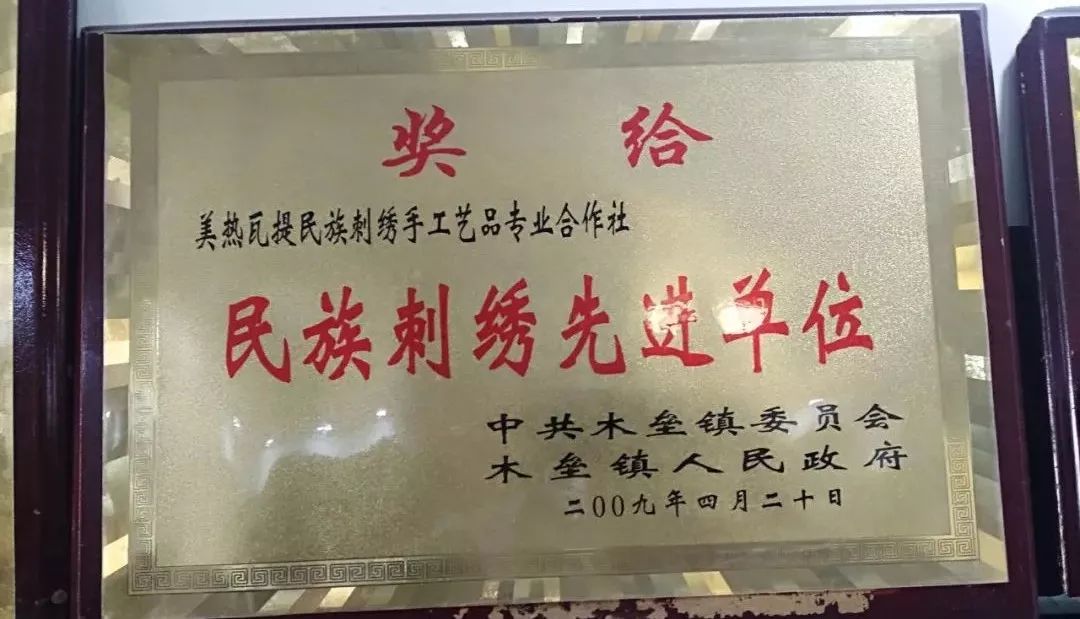 奖给
美热瓦提民族刺绣手工艺品专业合作社
民族刺绣先进单位
中共木垒镇委员会
木垒镇人民政府
二00九年四月二十日